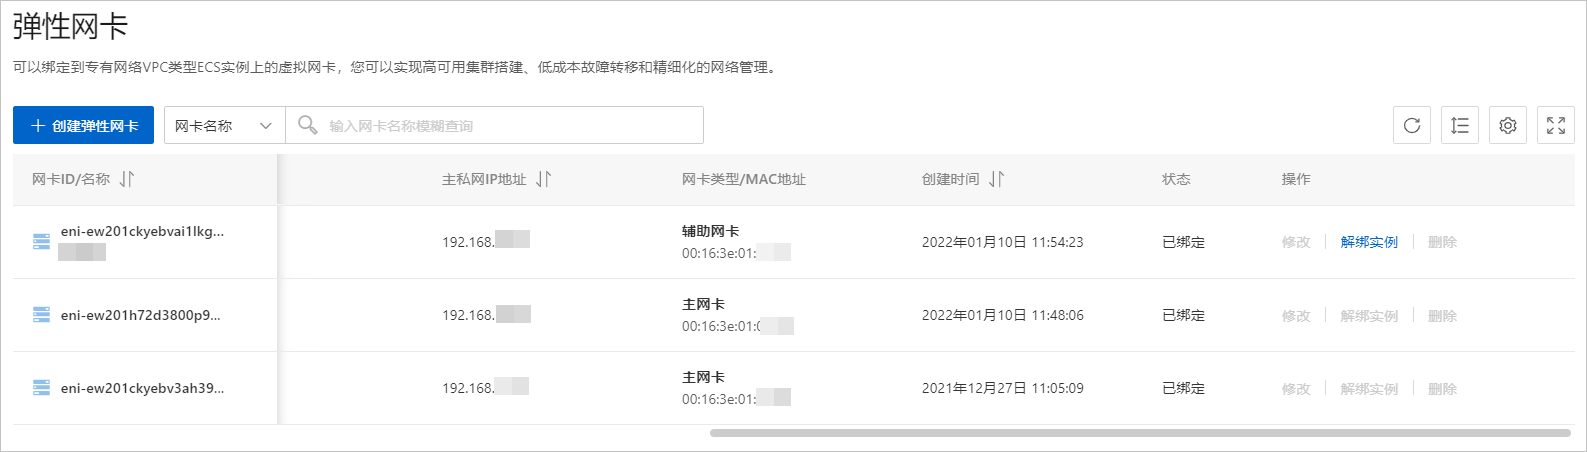 弹性网卡
可以绑定到专有网络VPC类型ECS实例上的虚拟网卡，您可以实现高可用集群搭建、低成本故障转移和精细化的网络管理。
创建弹性网卡 网卡名称 输入网卡名称模糊查询
网卡ID/名称 主私网IP地址 网卡类型/MAC地址 创建时间 状态 操作
eni-ew201ckyebvai1lkg... 192.168. 辅助网卡 2022年01月10日 11:54:23 已绑定 修改 解绑实例 删除
00:16:3e:01:
eni-ew201h72d3800p9... 192.168. 主网卡 2022年01月10日 11:48:06 已绑定 修改 解绑实例 删除
00:16:3e:01:
eni-ew201ckyebv3ah39... 192.168. 主网卡 2021年12月27日 11:05:09 已绑定 修改 解绑实例 删除
00:16:3e:01: